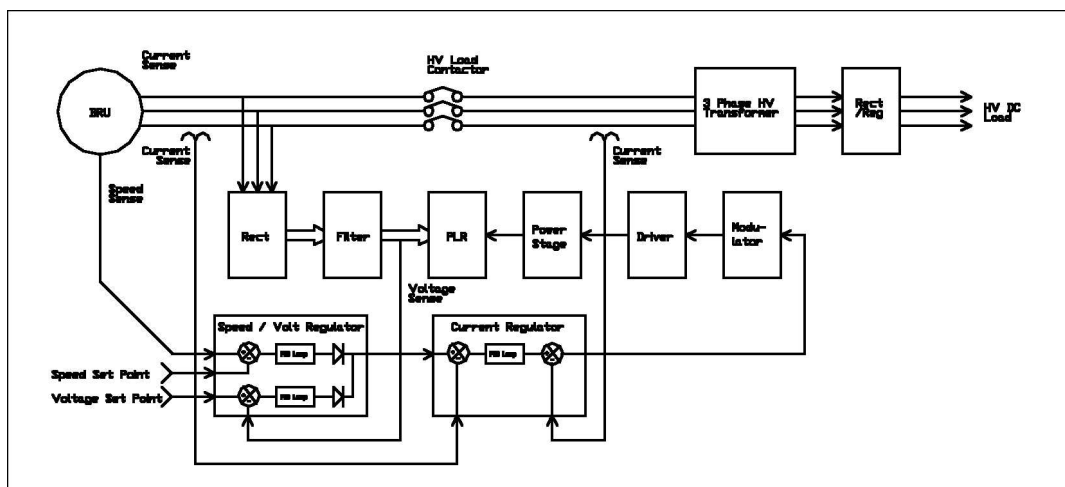 Current
Sense
HV Load
Contactor
BRU
3 Phase HV
Transformer
Rect
/Reg
HV DC
Load
Current
Sense
Current
Sense
Speed
Sense
Rect
Filter
PLR
Power
Stage
Driver
Modu-
lator
Voltage
Sense
Speed / Volt Regulator
Current Regulator
PID Loop
PID Loop
Speed Set Point
Voltage Set Point
PID Loop